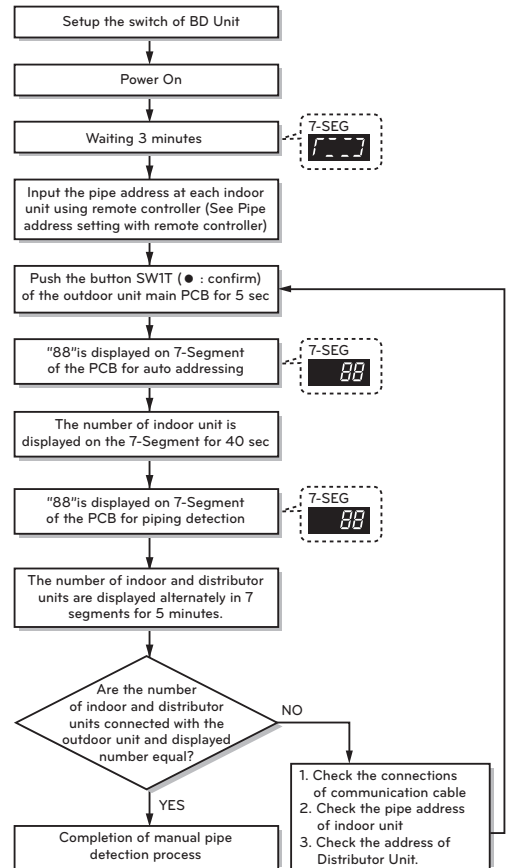 Setup the switch of BD Unit
Power On
Waiting 3 minutes
7-SEG
Input the pipe address at each indoor
unit using remote controller (See Pipe
address setting with remote controller)
Push the button SW1T (● : confirm)
of the outdoor unit main PCB for 5 sec
"88"is displayed on 7-Segment
of the PCB for auto addressing
7-SEG
88
The number of indoor unit is
displayed on the 7-Segment for 40 sec
"88"is displayed on 7-Segment
of the PCB for piping detection
7-SEG
88
The number of indoor and distributor
units are displayed alternately in 7
segments for 5 minutes.
Are the number
of indoor and distributor
units connected with the
outdoor unit and displayed
number equal?
NO
YES
1. Check the connections
of communication cable
2. Check the pipe address
of indoor unit
3. Check the address of
Distributor Unit.
Completion of manual pipe
detection process